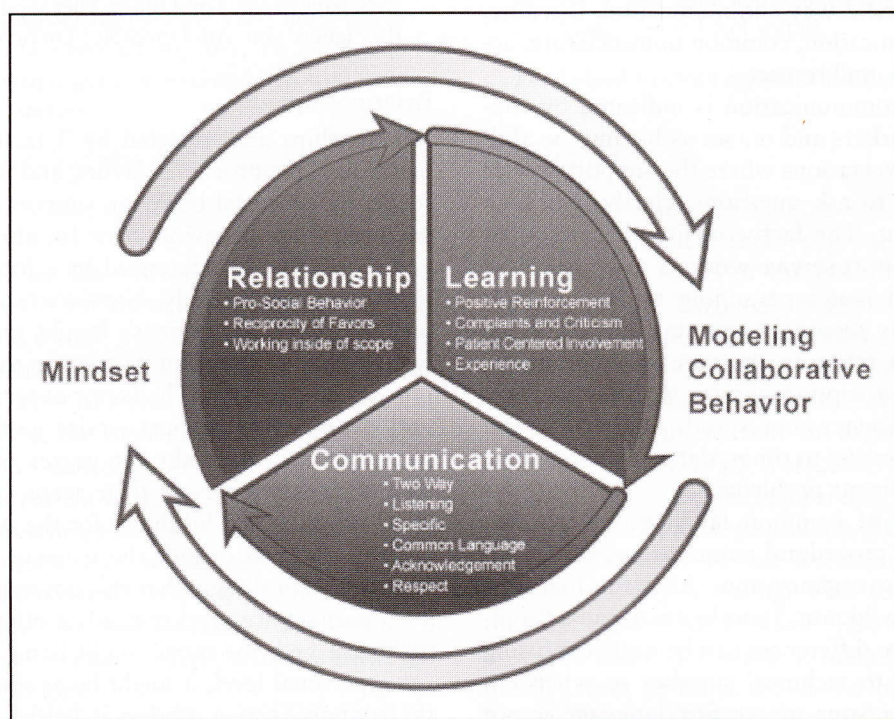 Relationship
• Pro-Social Behavior
• Reciprocity of Favors
• Working inside of scope
Learning
• Positive Reinforcement
• Complaints and Criticism
• Patient Centered Involvement
• Experience
Mindset
Modeling
Collaborative
Behavior
Communication
• Two Way
• Listening
• Specific
• Common Language
• Acknowledgement
• Respect